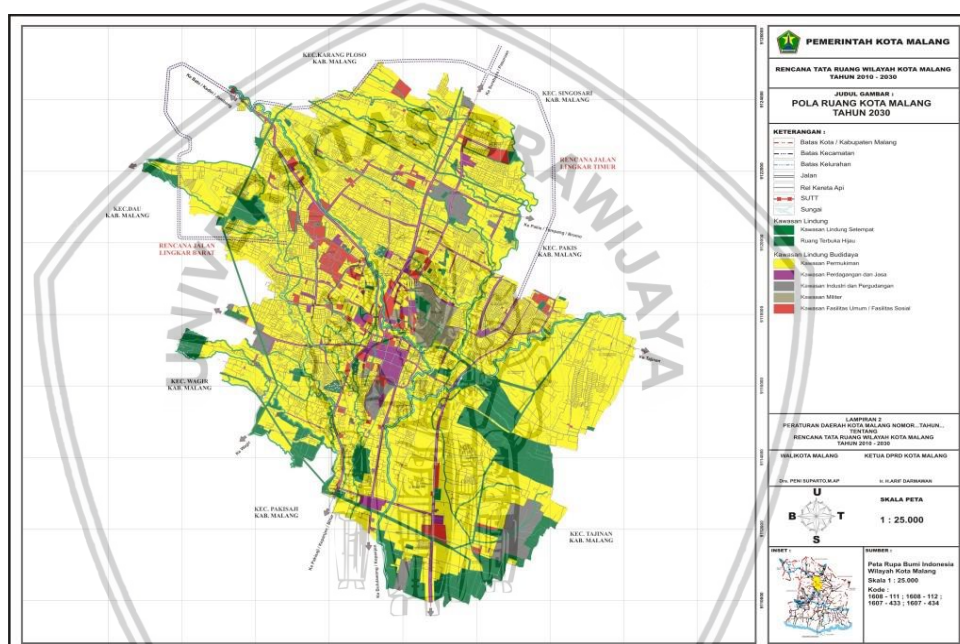 KEC.KARANG PLOSO
KAB. MALANG
KEC. SINGOSARI
KAB. MALANG
RENCANA JALAN
LINGKAR TIMUR
KEC.DAU
KAB. MALANG
RENCANA JALAN
LINGKAR BARAT
KEC. PAKIS
KAB. MALANG
KEC. WAGIR
KAB. MALANG
KEC. PAKISAJI
KAB. MALANG
KEC. TAJINAN
KAB. MALANG
UNIVERSITAS BRAWIJAYA
PEMERINTAH KOTA MALANG
RENCANA TATA RUANG WILAYAH KOTA MALANG
TAHUN 2010 - 2030
JUDUL GAMBAR :
POLA RUANG KOTA MALANG
TAHUN 2030
KETERANGAN :
Batas Kota / Kabupaten Malang
Batas Kecamatan
Batas Kelurahan
Jalan
Rel Kereta Api
SUTT
Sungai
Kawasan Lindung
Kawasan Lindung Setempat
Ruang Terbuka Hijau
Kawasan Lindung Budidaya
Kawasan Permukiman
Kawasan Perdagangan dan Jasa
Kawasan Industri dan Pergudangan
Kawasan Militer
Kawasan Fasilitas Umum / Fasilitas Sosial
LAMPIRAN 2
PERATURAN DAERAH KOTA MALANG NOMOR...TAHUN...
TENTANG
RENCANA TATA RUANG WILAYAH KOTA MALANG
TAHUN 2010 - 2030
WALIKOTA MALANG KETUA DPRD KOTA MALANG
Drs. PENI SUPARTO,M.AP Ir. H.ARIF DARMAWAN
U
B T
S
SKALA PETA
1 : 25.000
INSET :
SUMBER :
Peta Rupa Bumi Indonesia
Wilayah Kota Malang
Skala 1 : 25.000
Kode :
1608 - 111 ; 1608 - 112 ;
1607 - 433 ; 1607 - 434